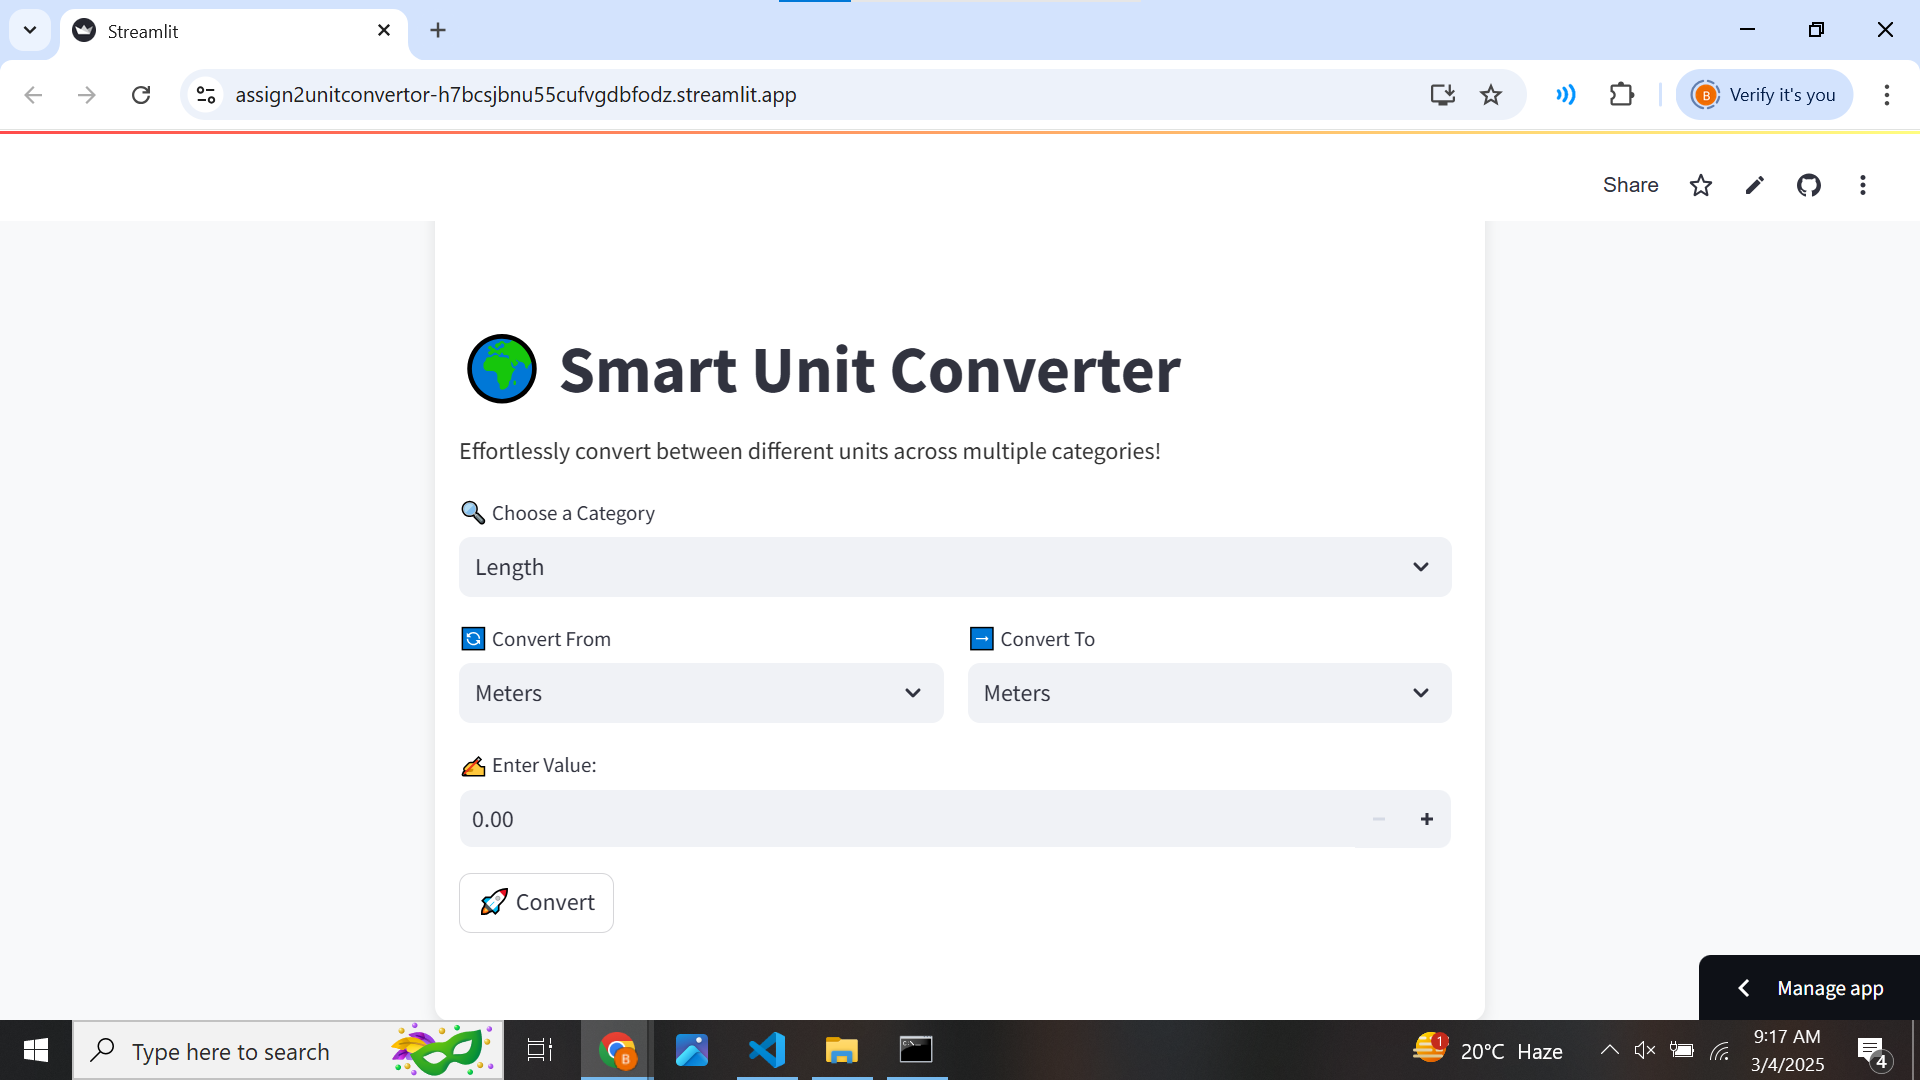 Streamlit
assign2unitconvertor-h7bcsjbnu55cufvgdbfodz.streamlit.app
B
Verify it's you
Share
Smart Unit Converter
Effortlessly convert between different units across multiple categories!
Choose a Category
Length
Convert From
Convert To
Meters
Meters
Enter Value:
0.00
Convert
Manage app
Type here to search
B
1
20°C Haze
9:17 AM
3/4/2025
4